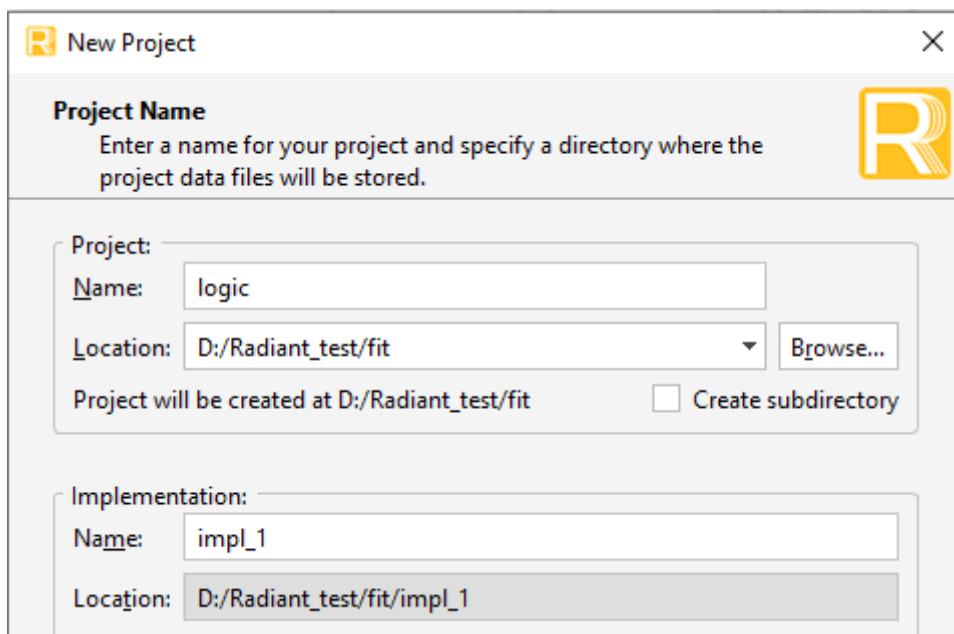 New Project
Project Name
Enter a name for your project and specify a directory where the
project data files will be stored.
Project:
Name: logic
Location: D:/Radiant_test/fit Browse...
Project will be created at D:/Radiant_test/fit Create subdirectory
Implementation:
Name: impl_1
Location: D:/Radiant_test/fit/impl_1